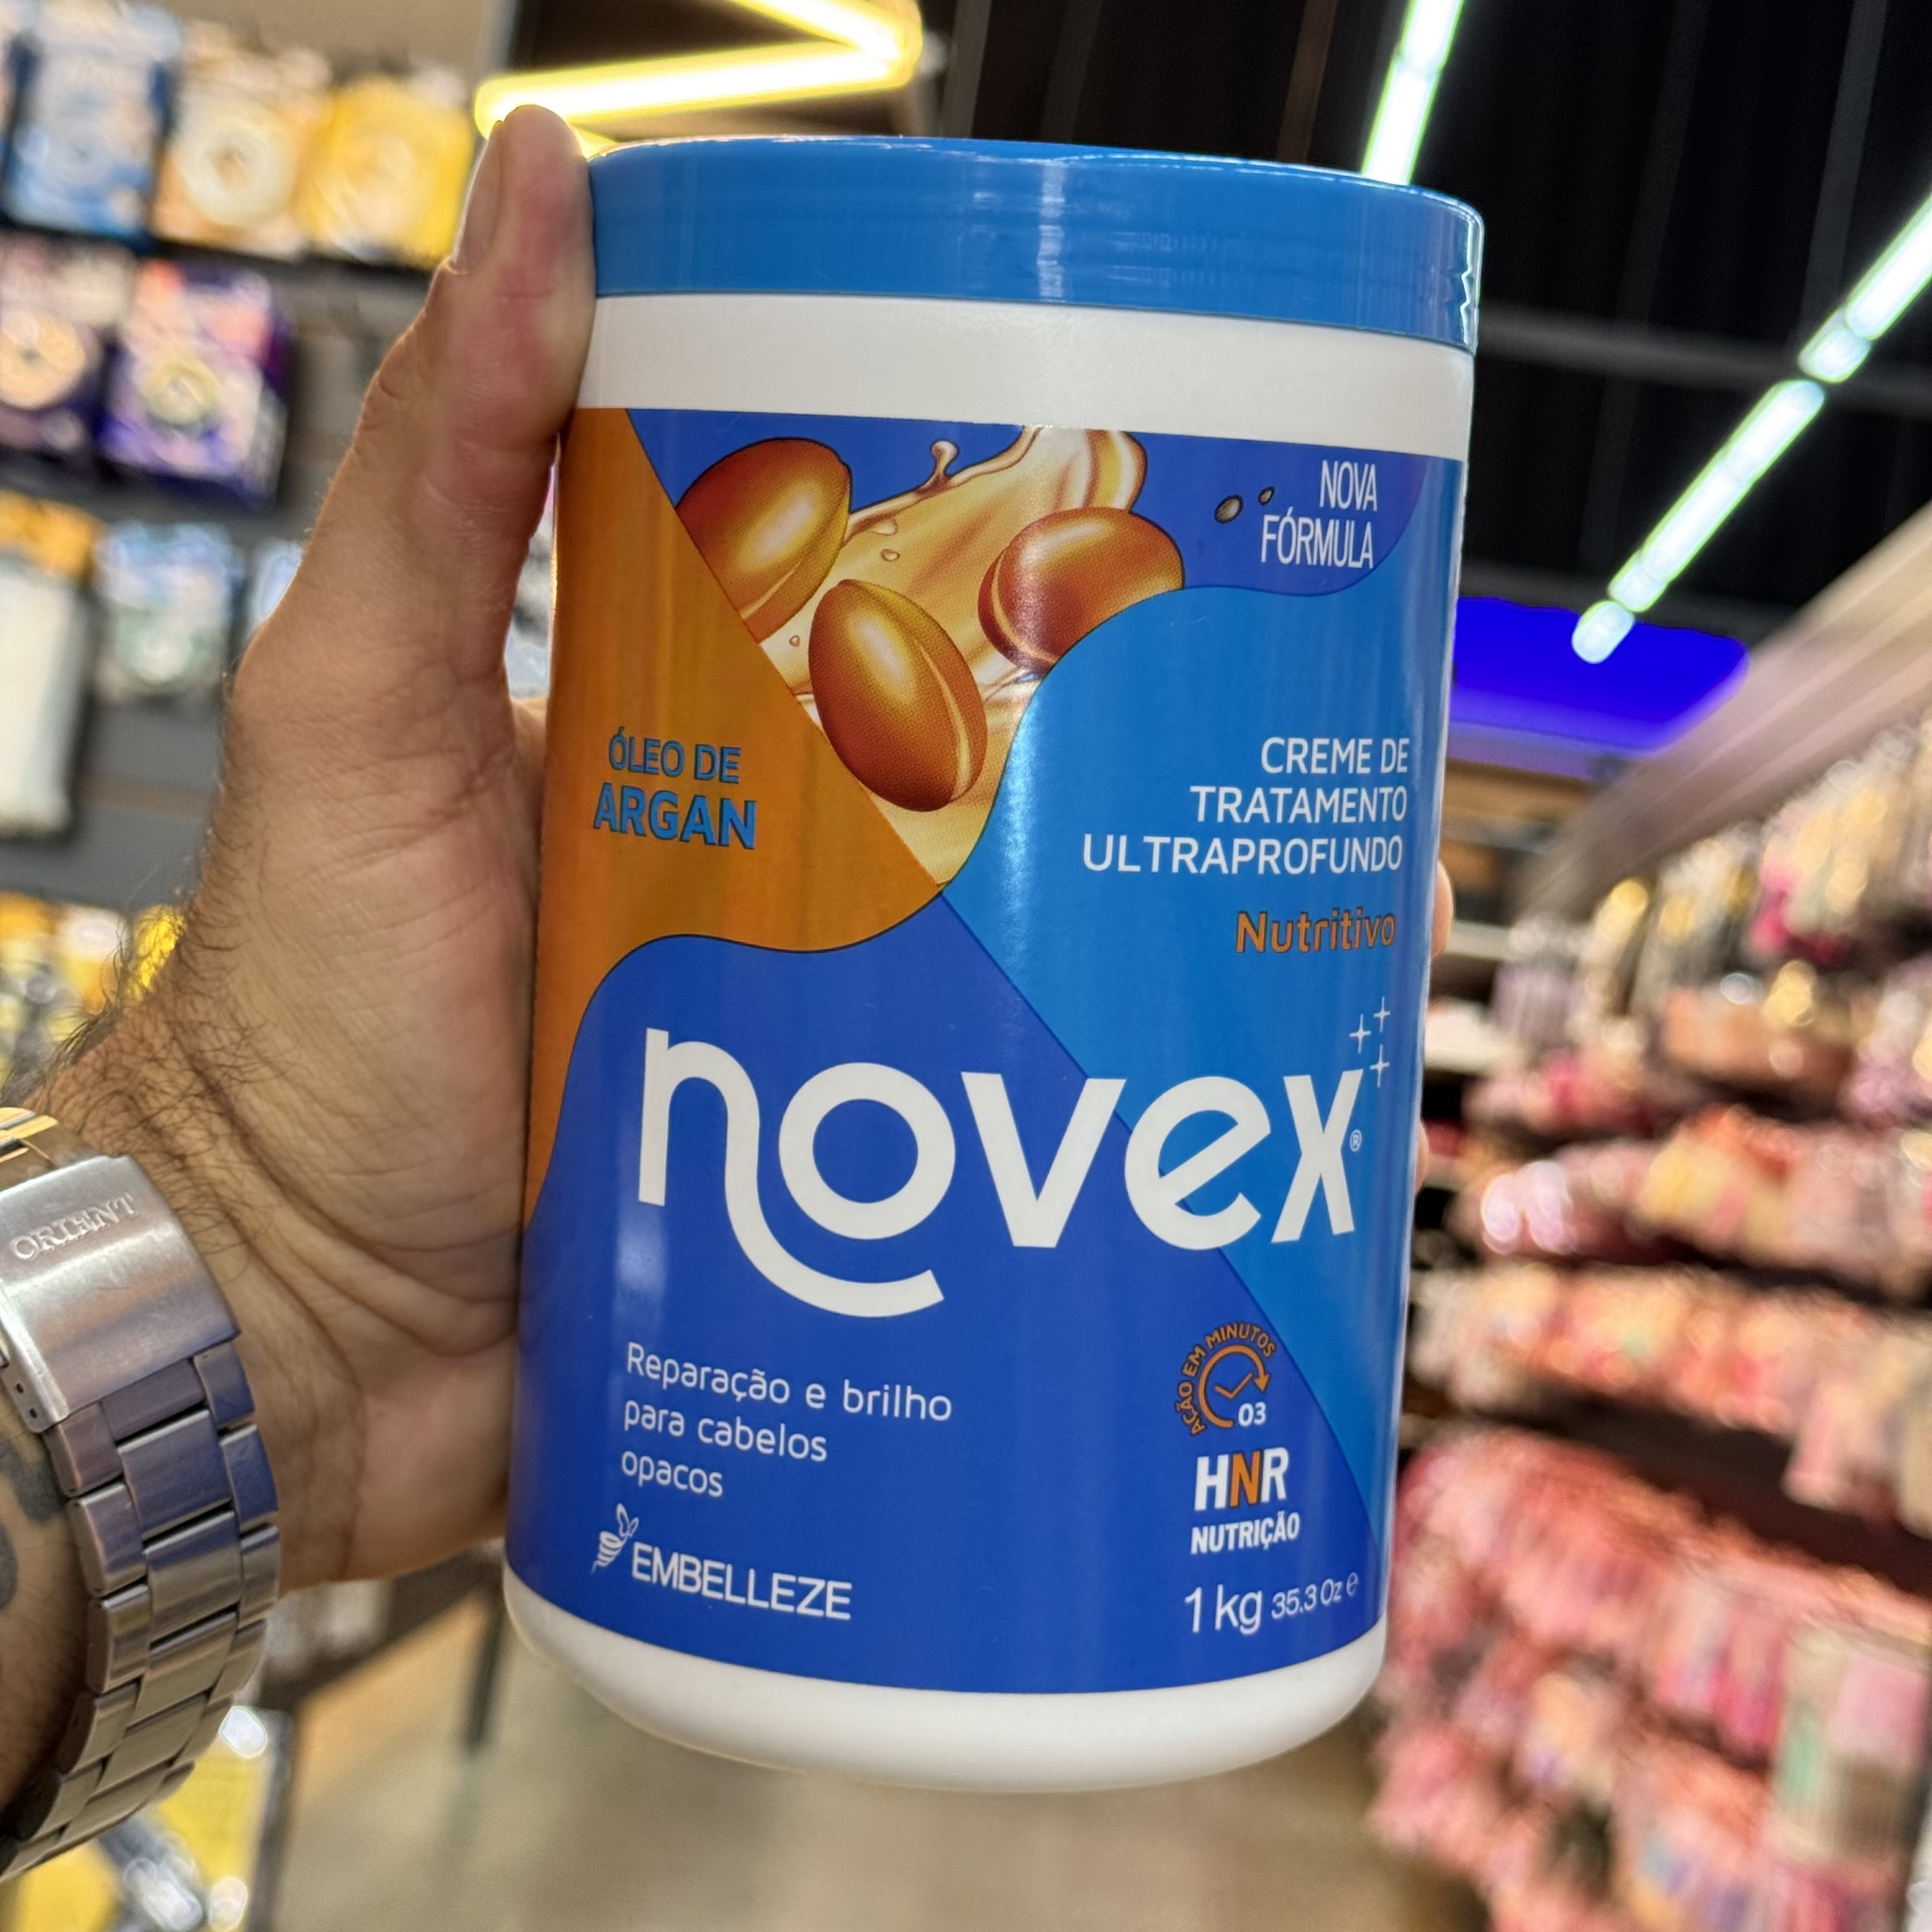 NOVA
FÓRMULA
ÓLEO DE
ARGAN
CREME DE
TRATAMENTO
ULTRAPROFUNDO
Nutritivo
novex®
Reparação e brilho
para cabelos
opacos
EMBELLEZE
AÇÃO EM MINUTOS
03
HNR
NUTRIÇÃO
1 kg 35.3 Oz ℮
ORIENT